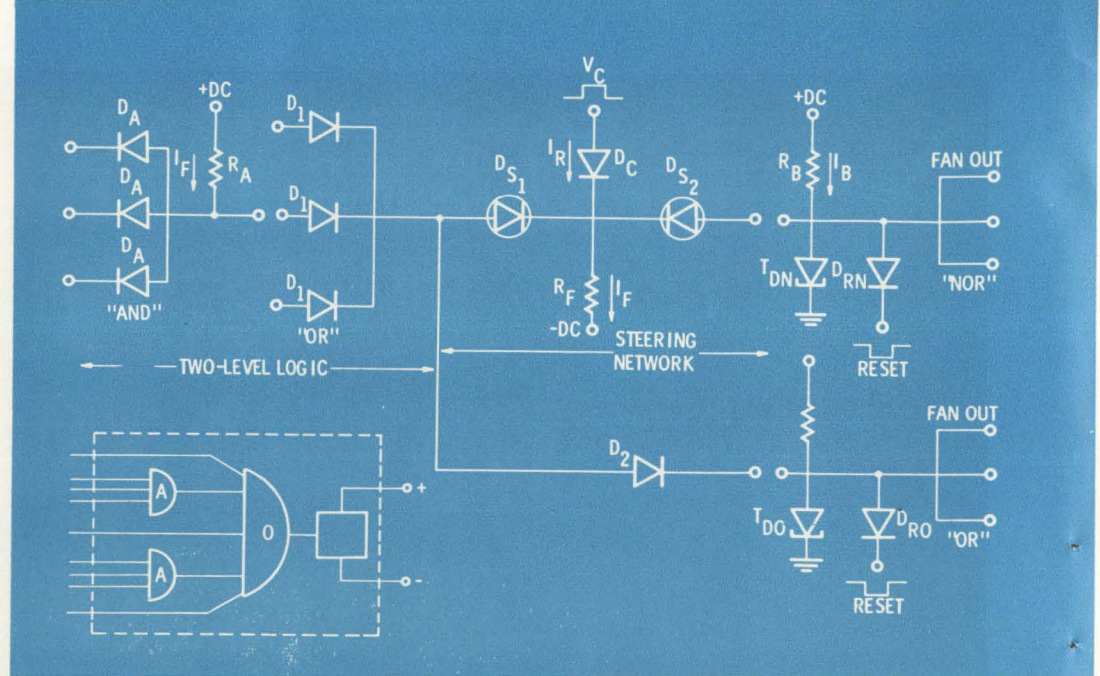 D_A
D_A
D_A
"AND"
+DC
I_F
R_A
D_1
D_1
D_1
"OR"
TWO-LEVEL LOGIC
V_C
I_R
D_C
D_S1
D_S2
R_F
I_F
-DC
STEERING
NETWORK
+DC
R_B
I_B
T_DN
D_RN
RESET
FAN OUT
"NOR"
D_2
T_DO
D_RO
RESET
FAN OUT
"OR"
A
A
O
+
-